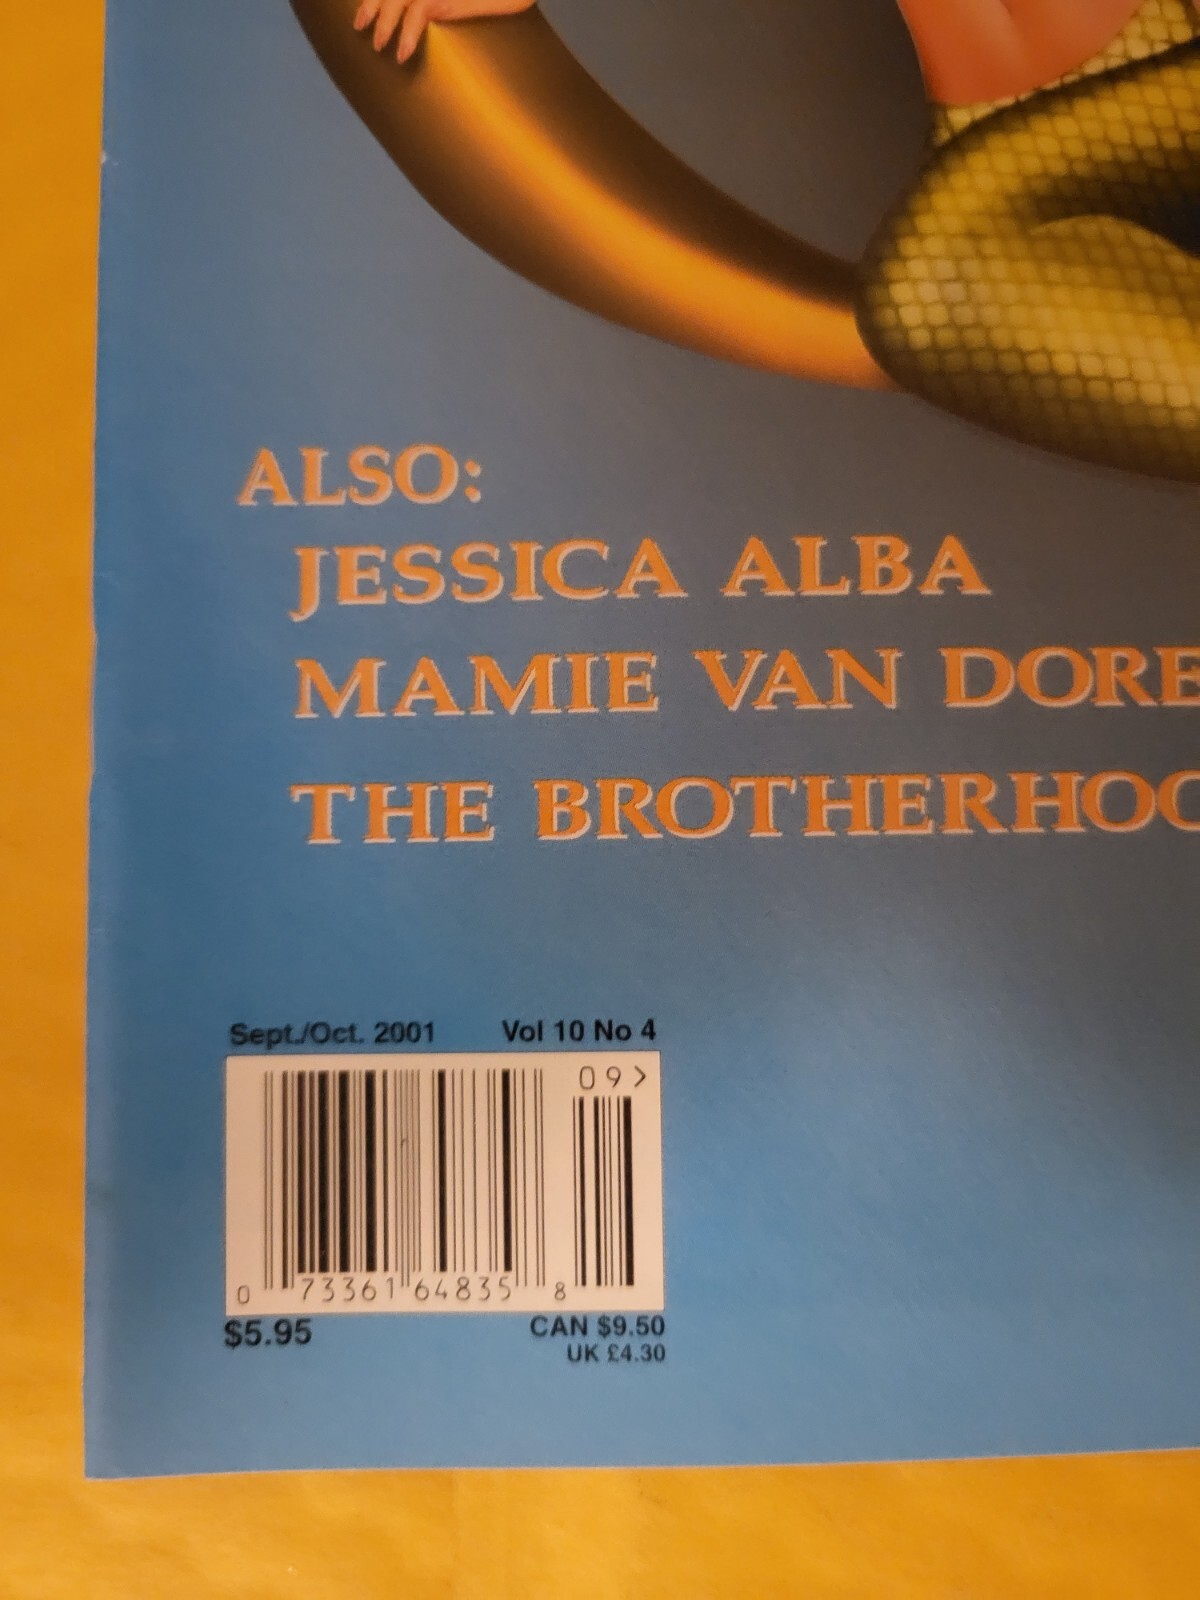 ALSO:
JESSICA ALBA
MAMIE VAN DORE
THE BROTHERHOO
Sept./Oct. 2001 Vol 10 No 4
09>
0 73361 64835 8
$5.95 CAN $9.50
UK £4.30